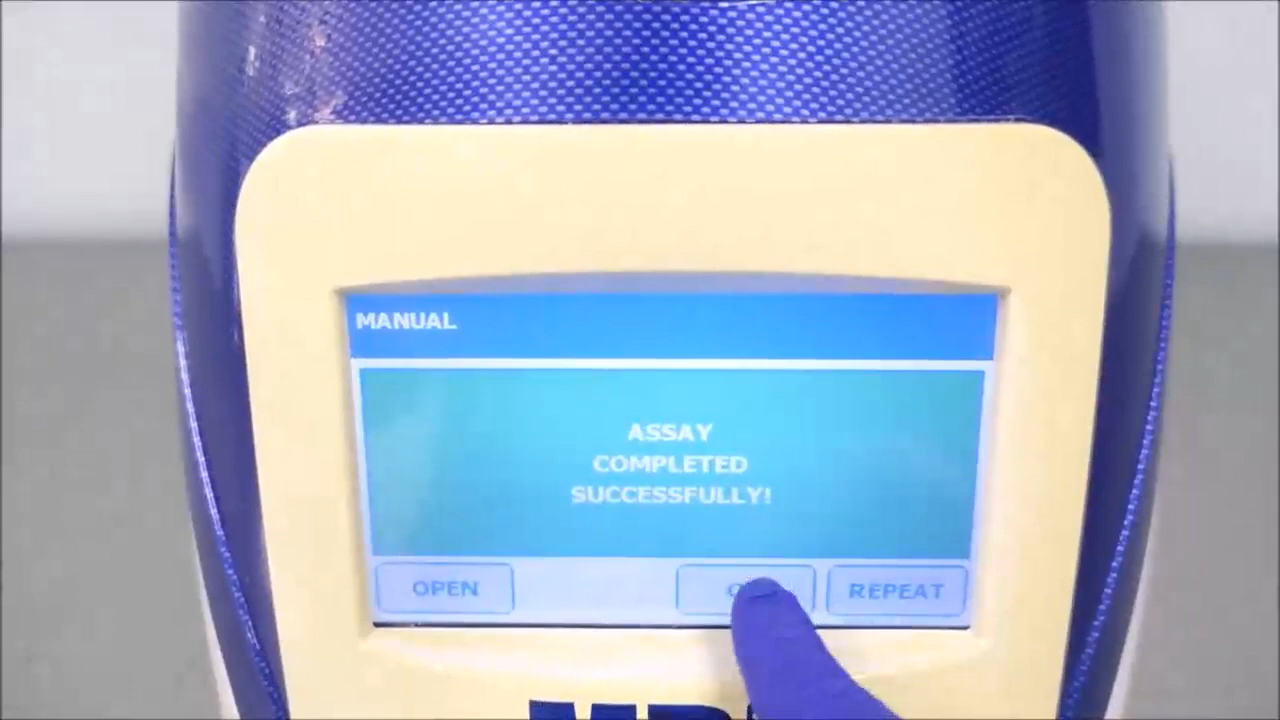 MANUAL
ASSAY
COMPLETED
SUCCESSFULLY!
OPEN
REPEAT